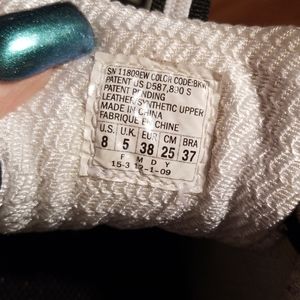 SN 11809EW COLOR CODE:BKW
PATENT US D587,890 S
PATENT PENDING
LEATHER/SYNTHETIC UPPER
MADE IN CHINA
FABRIQUE EN CHINE
U.S. U.K. EUR CM BRA
8 5 38 25 37
F M D Y
15-3 12-1-09